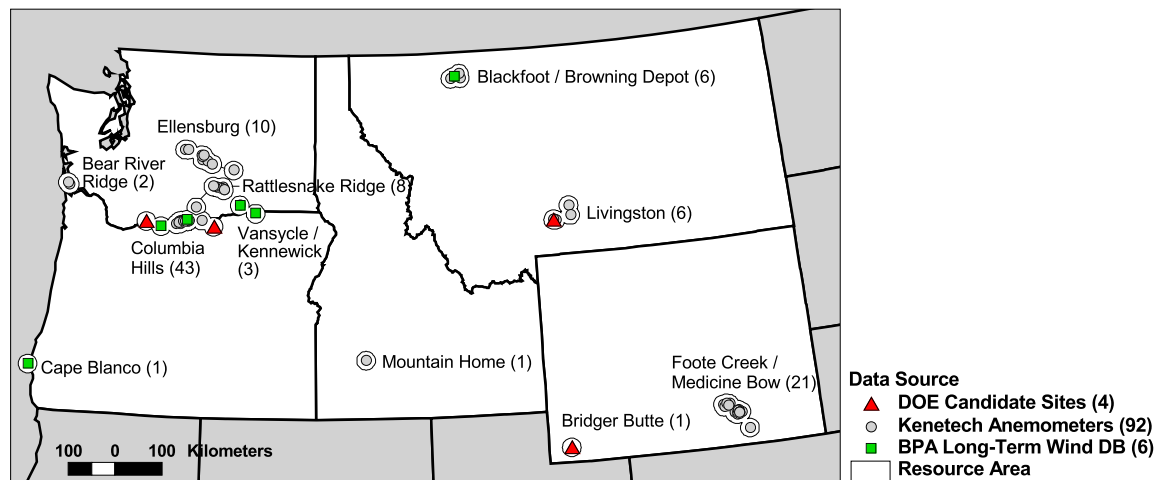 Blackfoot / Browning Depot (6)
Ellensburg (10)
Bear River
Ridge (2)
Rattlesnake Ridge (8)
Livingston (6)
Vansycle /
Kennewick
(3)
Columbia
Hills (43)
Cape Blanco (1)
Mountain Home (1)
Foote Creek /
Medicine Bow (21)
Bridger Butte (1)
100 0 100 Kilometers
Data Source
DOE Candidate Sites (4)
Kenetech Anemometers (92)
BPA Long-Term Wind DB (6)
Resource Area